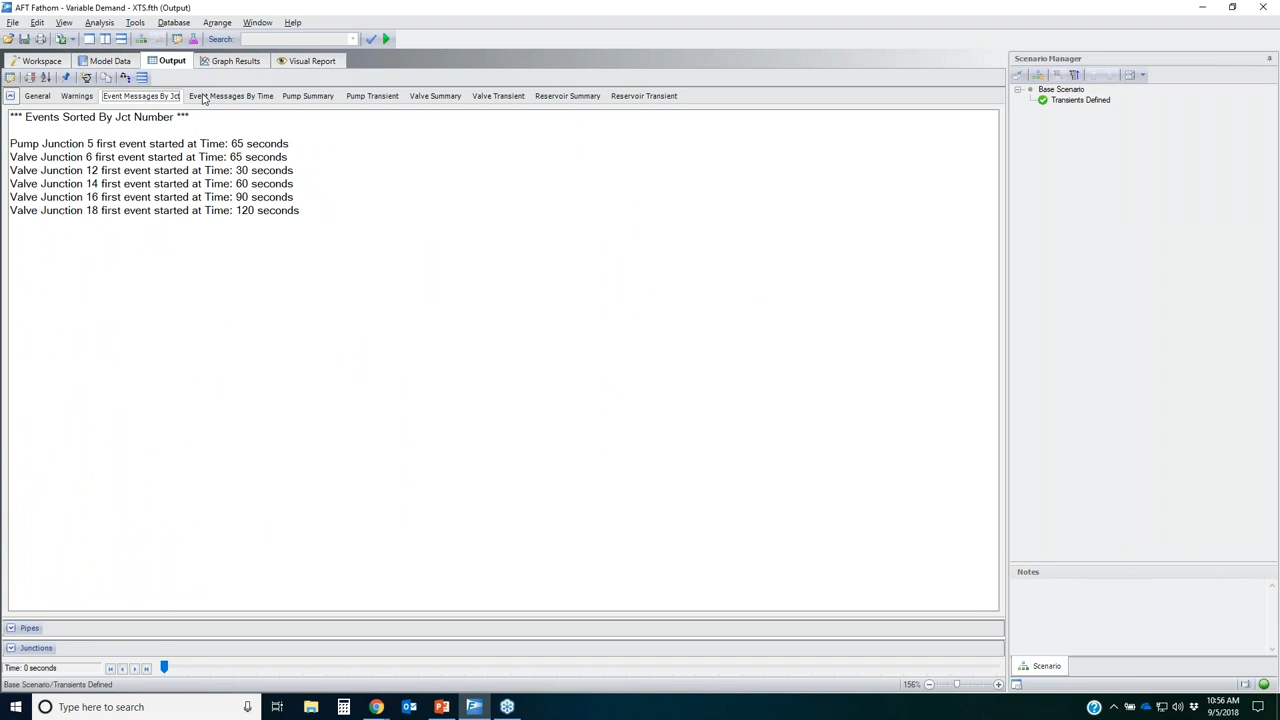 AFT Fathom - Variable Demand - XTS.fth (Output)
File Edit View Analysis Tools Database Arrange Window Help
Search:
Workspace Model Data Output Graph Results Visual Report
General Warnings Event Messages By Jct Event Messages By Time Pump Summary Pump Transient Valve Summary Valve Transient Reservoir Summary Reservoir Transient
*** Events Sorted By Jct Number ***
Pump Junction 5 first event started at Time: 65 seconds
Valve Junction 6 first event started at Time: 65 seconds
Valve Junction 12 first event started at Time: 30 seconds
Valve Junction 14 first event started at Time: 60 seconds
Valve Junction 16 first event started at Time: 90 seconds
Valve Junction 18 first event started at Time: 120 seconds
Pipes
Junctions
Time: 0 seconds
Base Scenario/Transients Defined
156%
Scenario Manager
Base Scenario
Transients Defined
Notes
Scenario
Type here to search
10:56 AM
9/5/2018